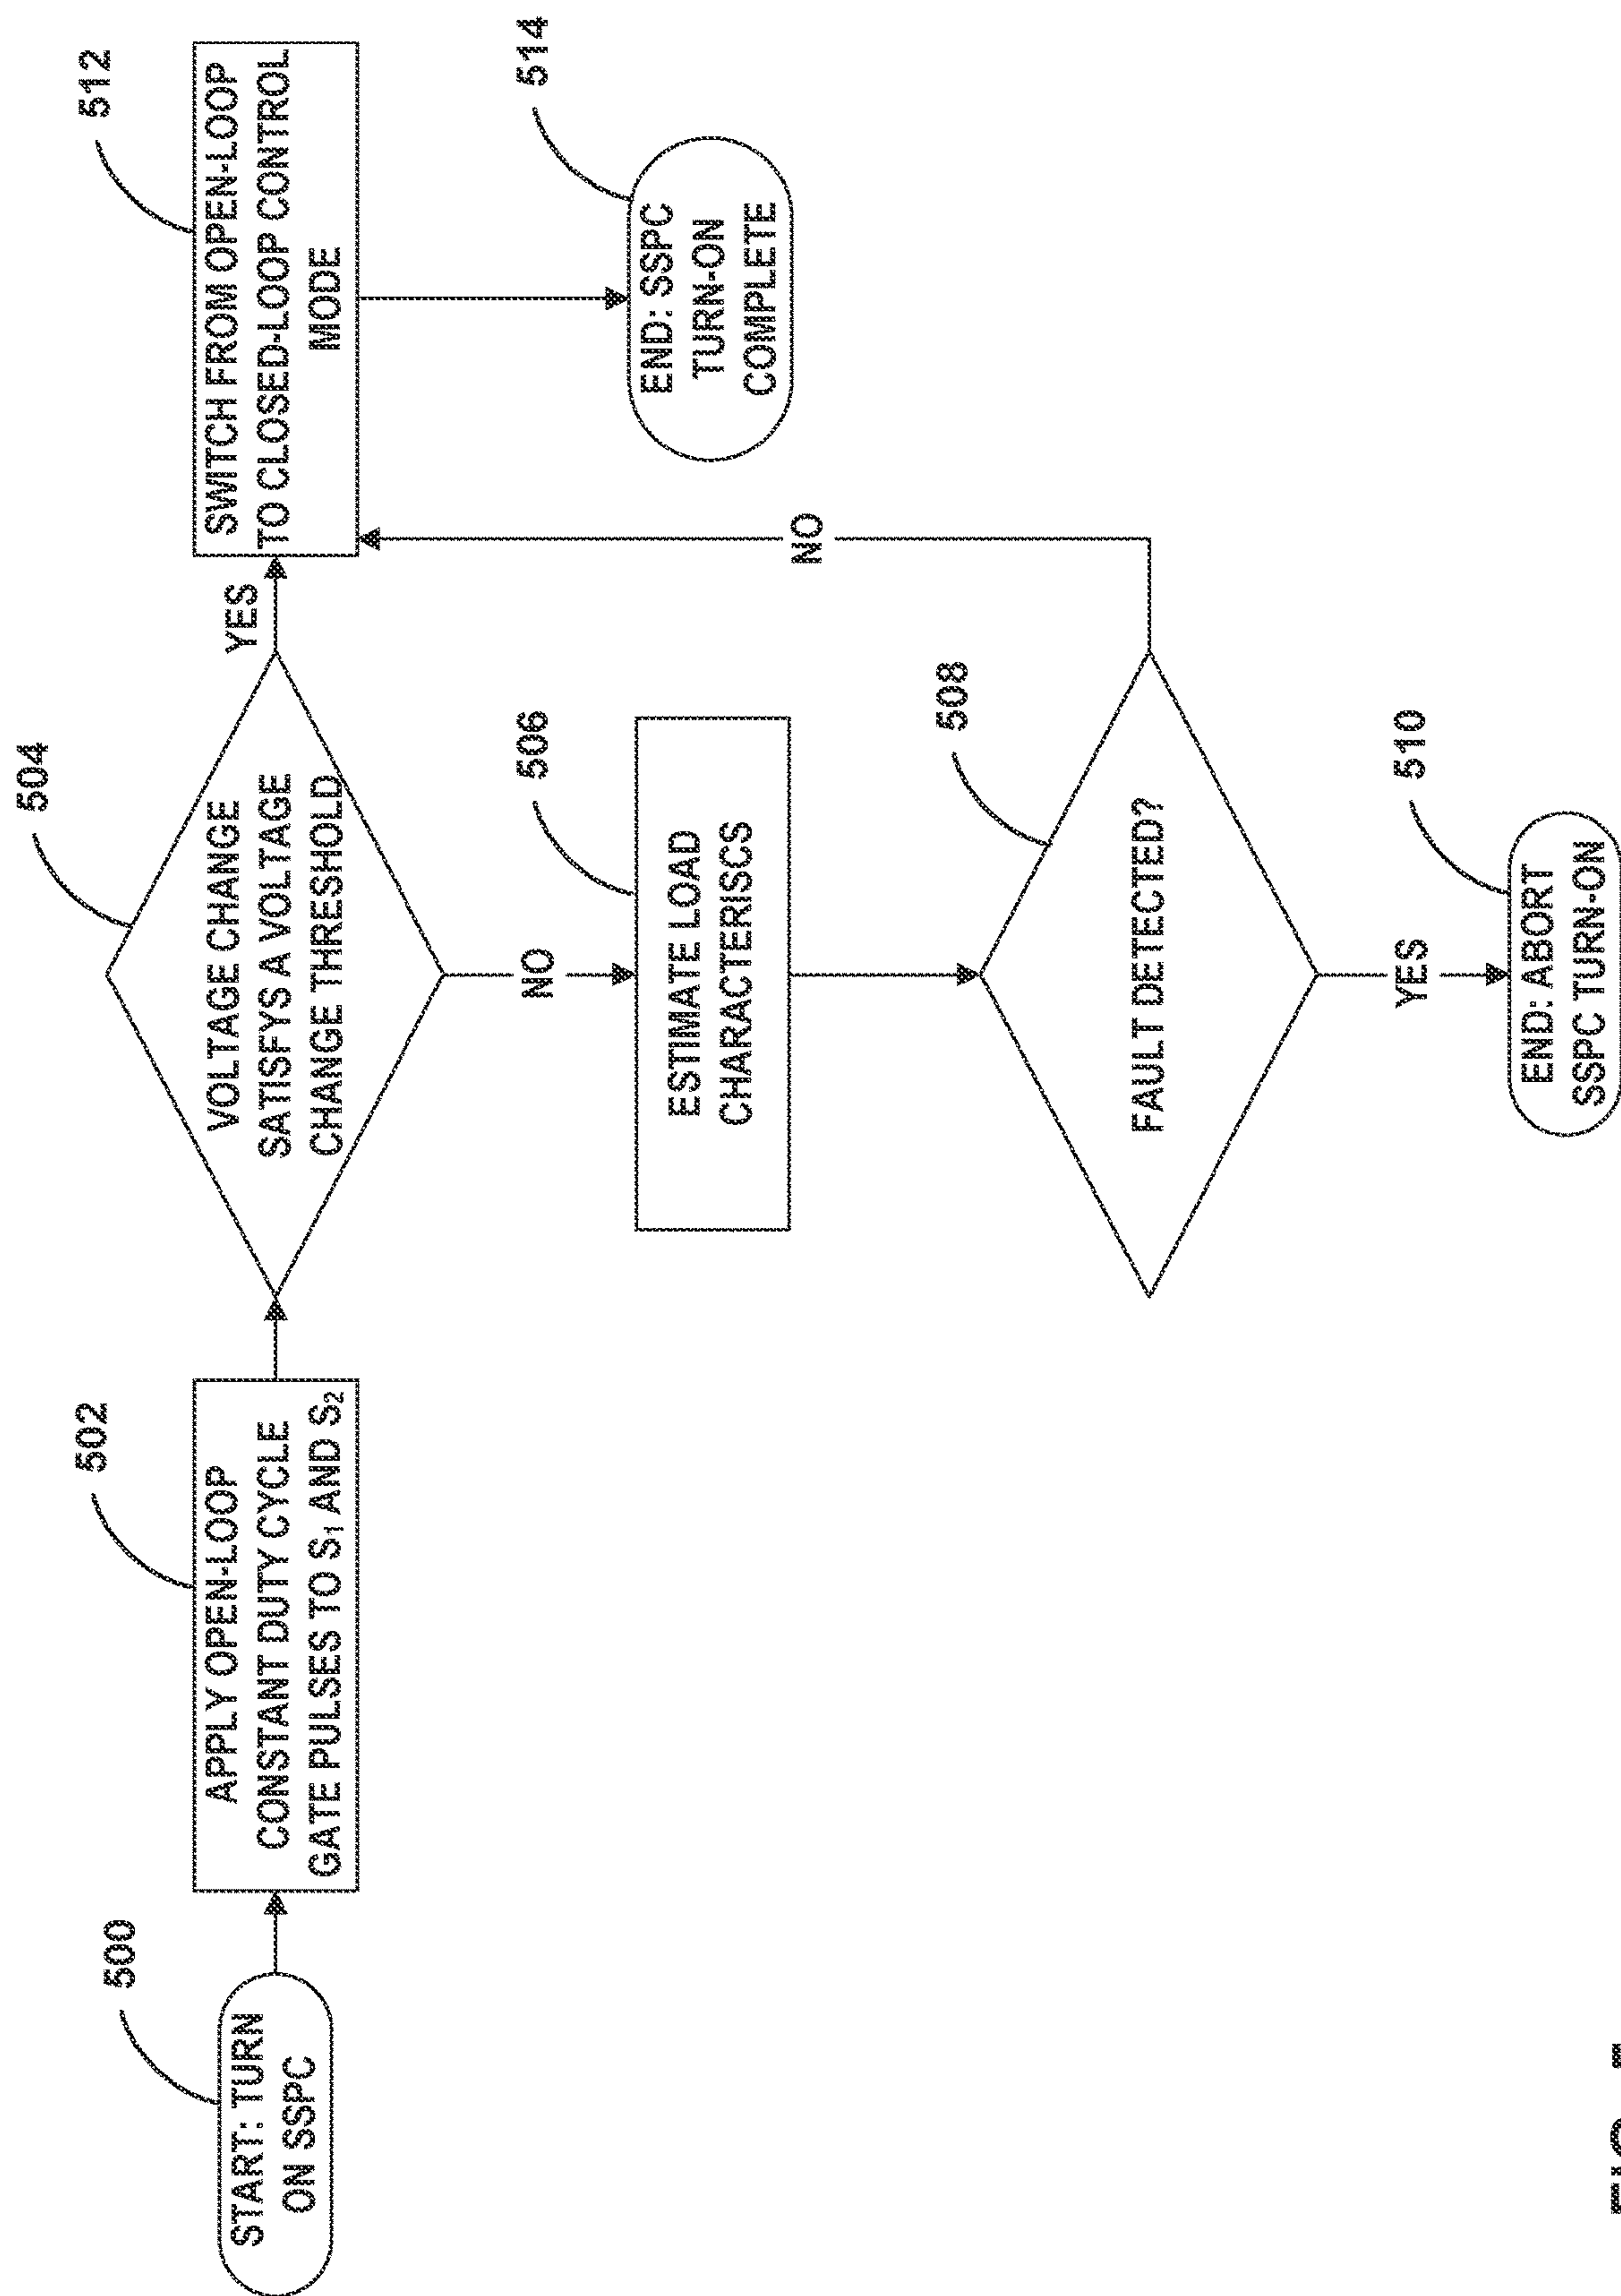 500
START: TURN
ON SSPC
502
APPLY OPEN-LOOP
CONSTANT DUTY CYCLE
GATE PULSES TO S₁ AND S₂
504
VOLTAGE CHANGE
SATISFYS A VOLTAGE
CHANGE THRESHOLD
YES
512
SWITCH FROM OPEN-LOOP
TO CLOSED-LOOP CONTROL
MODE
514
END: SSPC
TURN-ON
COMPLETE
NO
506
ESTIMATE LOAD
CHARACTERISCS
508
FAULT DETECTED?
NO
YES
510
END: ABORT
SSPC TURN-ON